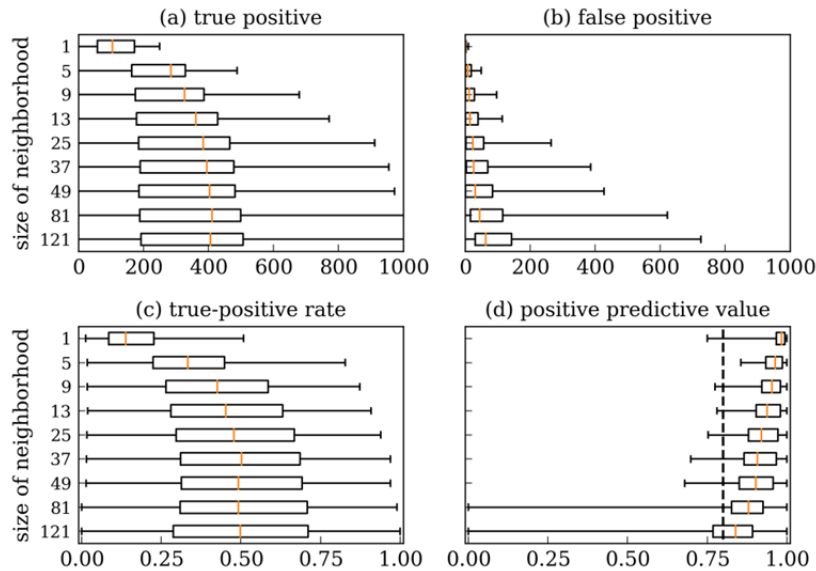 (a) true positive
(b) false positive
size of neighborhood
1
5
9
13
25
37
49
81
121
0 200 400 600 800 1000
0 200 400 600 800 1000
(c) true-positive rate
(d) positive predictive value
size of neighborhood
1
5
9
13
25
37
49
81
121
0.00 0.25 0.50 0.75 1.00
0.00 0.25 0.50 0.75 1.00